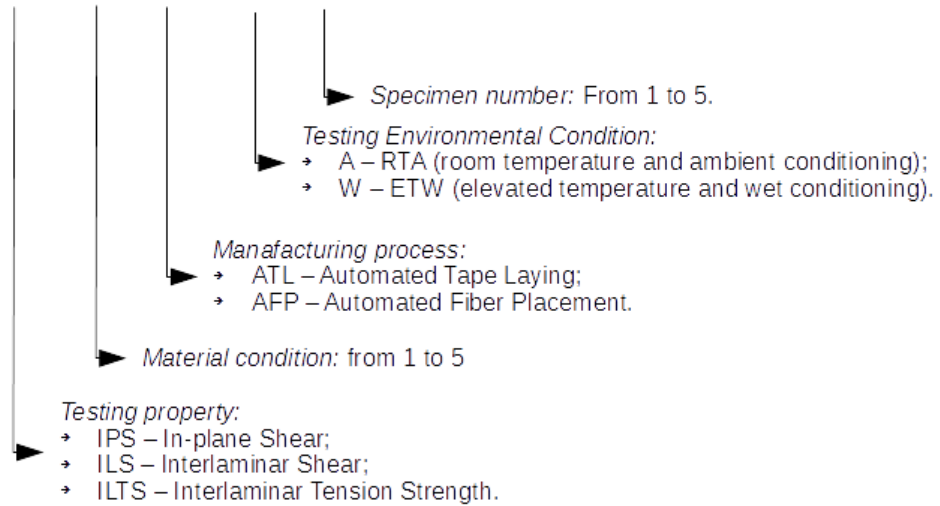 Specimen number: From 1 to 5.
Testing Environmental Condition:
→ A – RTA (room temperature and ambient conditioning);
→ W – ETW (elevated temperature and wet conditioning).
Manafacturing process:
→ ATL – Automated Tape Laying;
→ AFP – Automated Fiber Placement.
Material condition: from 1 to 5
Testing property:
→ IPS – In-plane Shear;
→ ILS – Interlaminar Shear;
→ ILTS – Interlaminar Tension Strength.